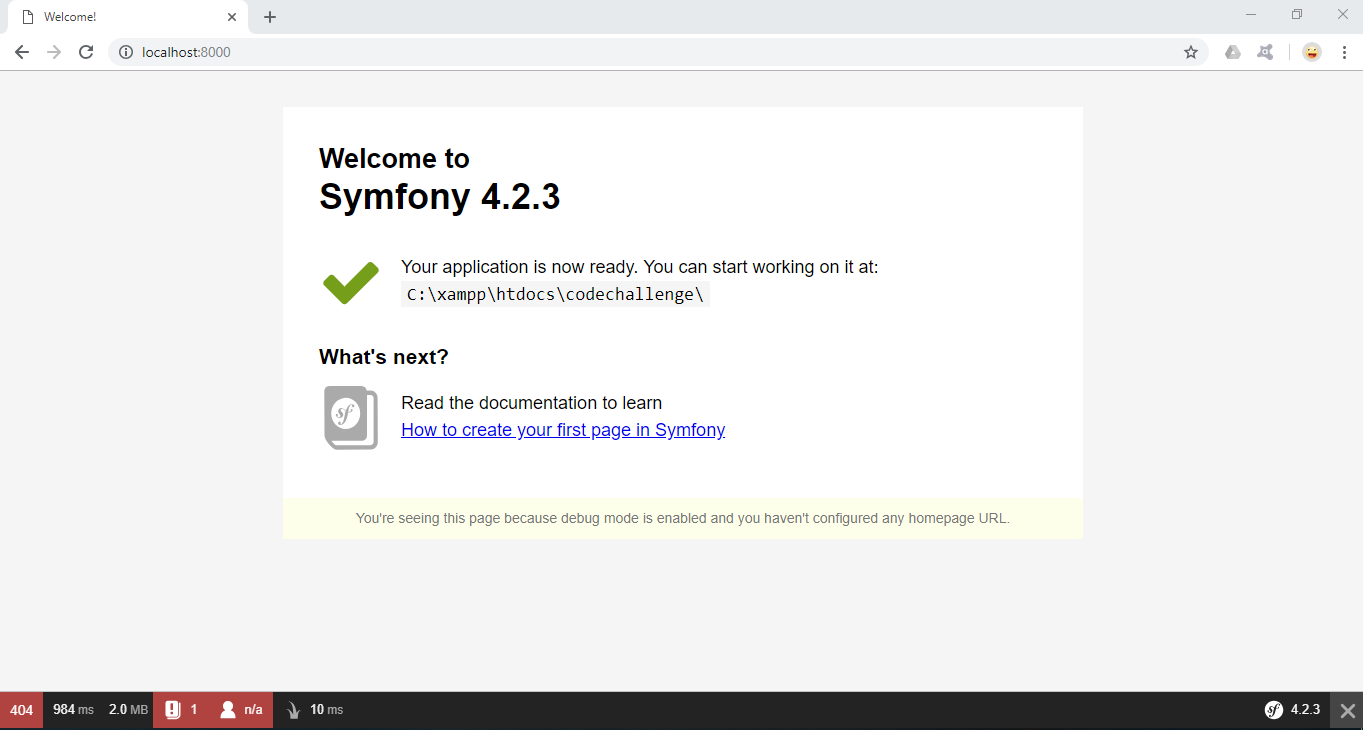 Welcome!
localhost:8000
Welcome to
Symfony 4.2.3
Your application is now ready. You can start working on it at:
C:\xampp\htdocs\codechallenge\
What's next?
sf
Read the documentation to learn
How to create your first page in Symfony
You're seeing this page because debug mode is enabled and you haven't configured any homepage URL.
404 984 ms 2.0 MB 1 n/a 10 ms sf 4.2.3